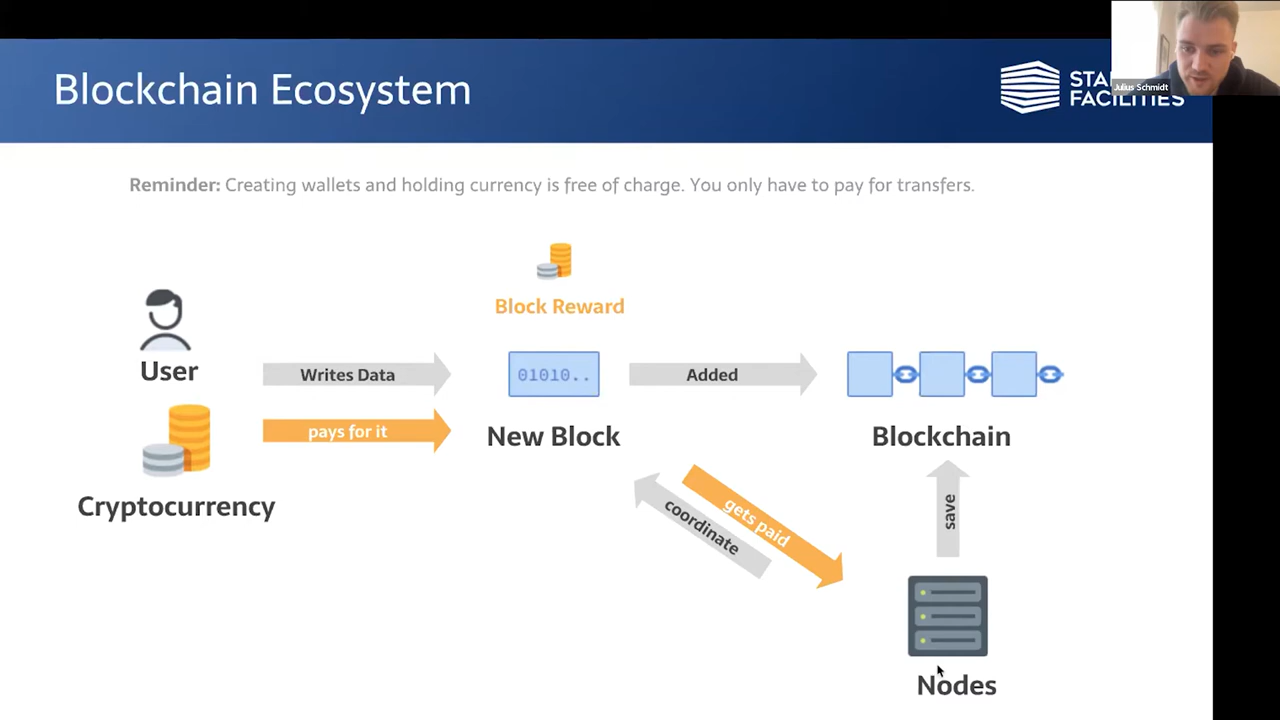 Blockchain Ecosystem
STA
FACILITIES
Julius Schmidt
Reminder: Creating wallets and holding currency is free of charge. You only have to pay for transfers.
Block Reward
User
Writes Data
01010..
Added
pays for it
New Block
Blockchain
Cryptocurrency
gets paid
coordinate
save
Nodes